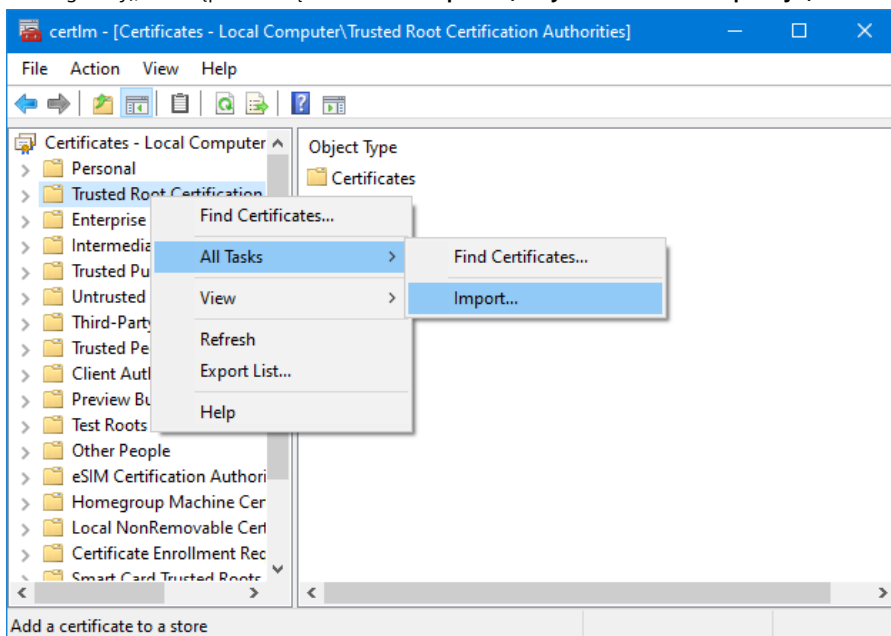 certlm - [Certificates - Local Computer\Trusted Root Certification Authorities]
File Action View Help
Certificates - Local Computer
Personal
Trusted Root Certification
Enterprise
Intermedia
Trusted Pu
Untrusted
Third-Party
Trusted Pe
Client Aut
Preview Bu
Test Roots
Other People
eSIM Certification Authori
Homegroup Machine Cer
Local NonRemovable Cert
Certificate Enrollment Req
Smart Card Trusted Roots
Object Type
Certificates
Find Certificates...
All Tasks
View
Refresh
Export List...
Help
Find Certificates...
Import...
Add a certificate to a store